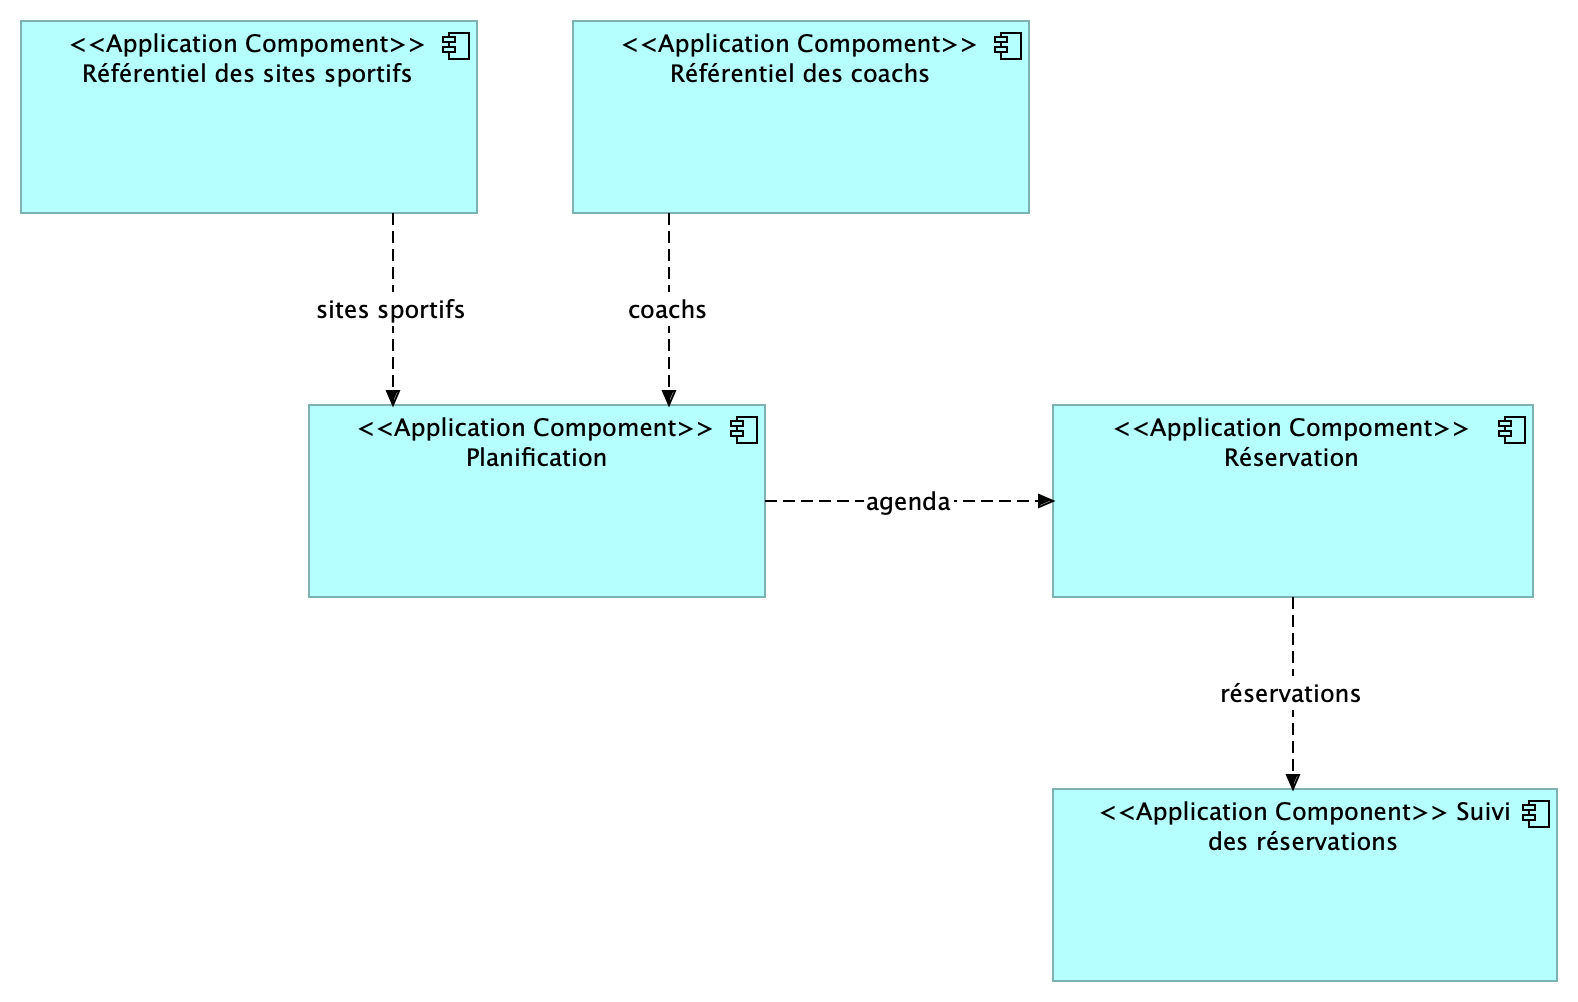 <<Application Compoment>>
Référentiel des sites sportifs
<<Application Compoment>>
Référentiel des coachs
sites sportifs
coachs
<<Application Compoment>>
Planification
agenda
<<Application Compoment>>
Réservation
réservations
<<Application Component>> Suivi
des réservations